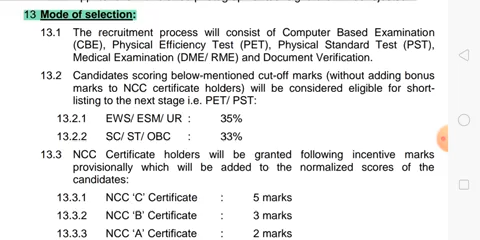 13 Mode of selection:
13.1 The recruitment process will consist of Computer Based Examination
(CBE), Physical Efficiency Test (PET), Physical Standard Test (PST),
Medical Examination (DME/ RME) and Document Verification.
13.2 Candidates scoring below-mentioned cut-off marks (without adding bonus
marks to NCC certificate holders) will be considered eligible for short-
listing to the next stage i.e. PET/ PST:
13.2.1 EWS/ ESM/ UR : 35%
13.2.2 SC/ ST/ OBC : 33%
13.3 NCC Certificate holders will be granted following incentive marks
provisionally which will be added to the normalized scores of the
candidates:
13.3.1 NCC 'C' Certificate : 5 marks
13.3.2 NCC 'B' Certificate : 3 marks
13.3.3 NCC 'A' Certificate : 2 marks